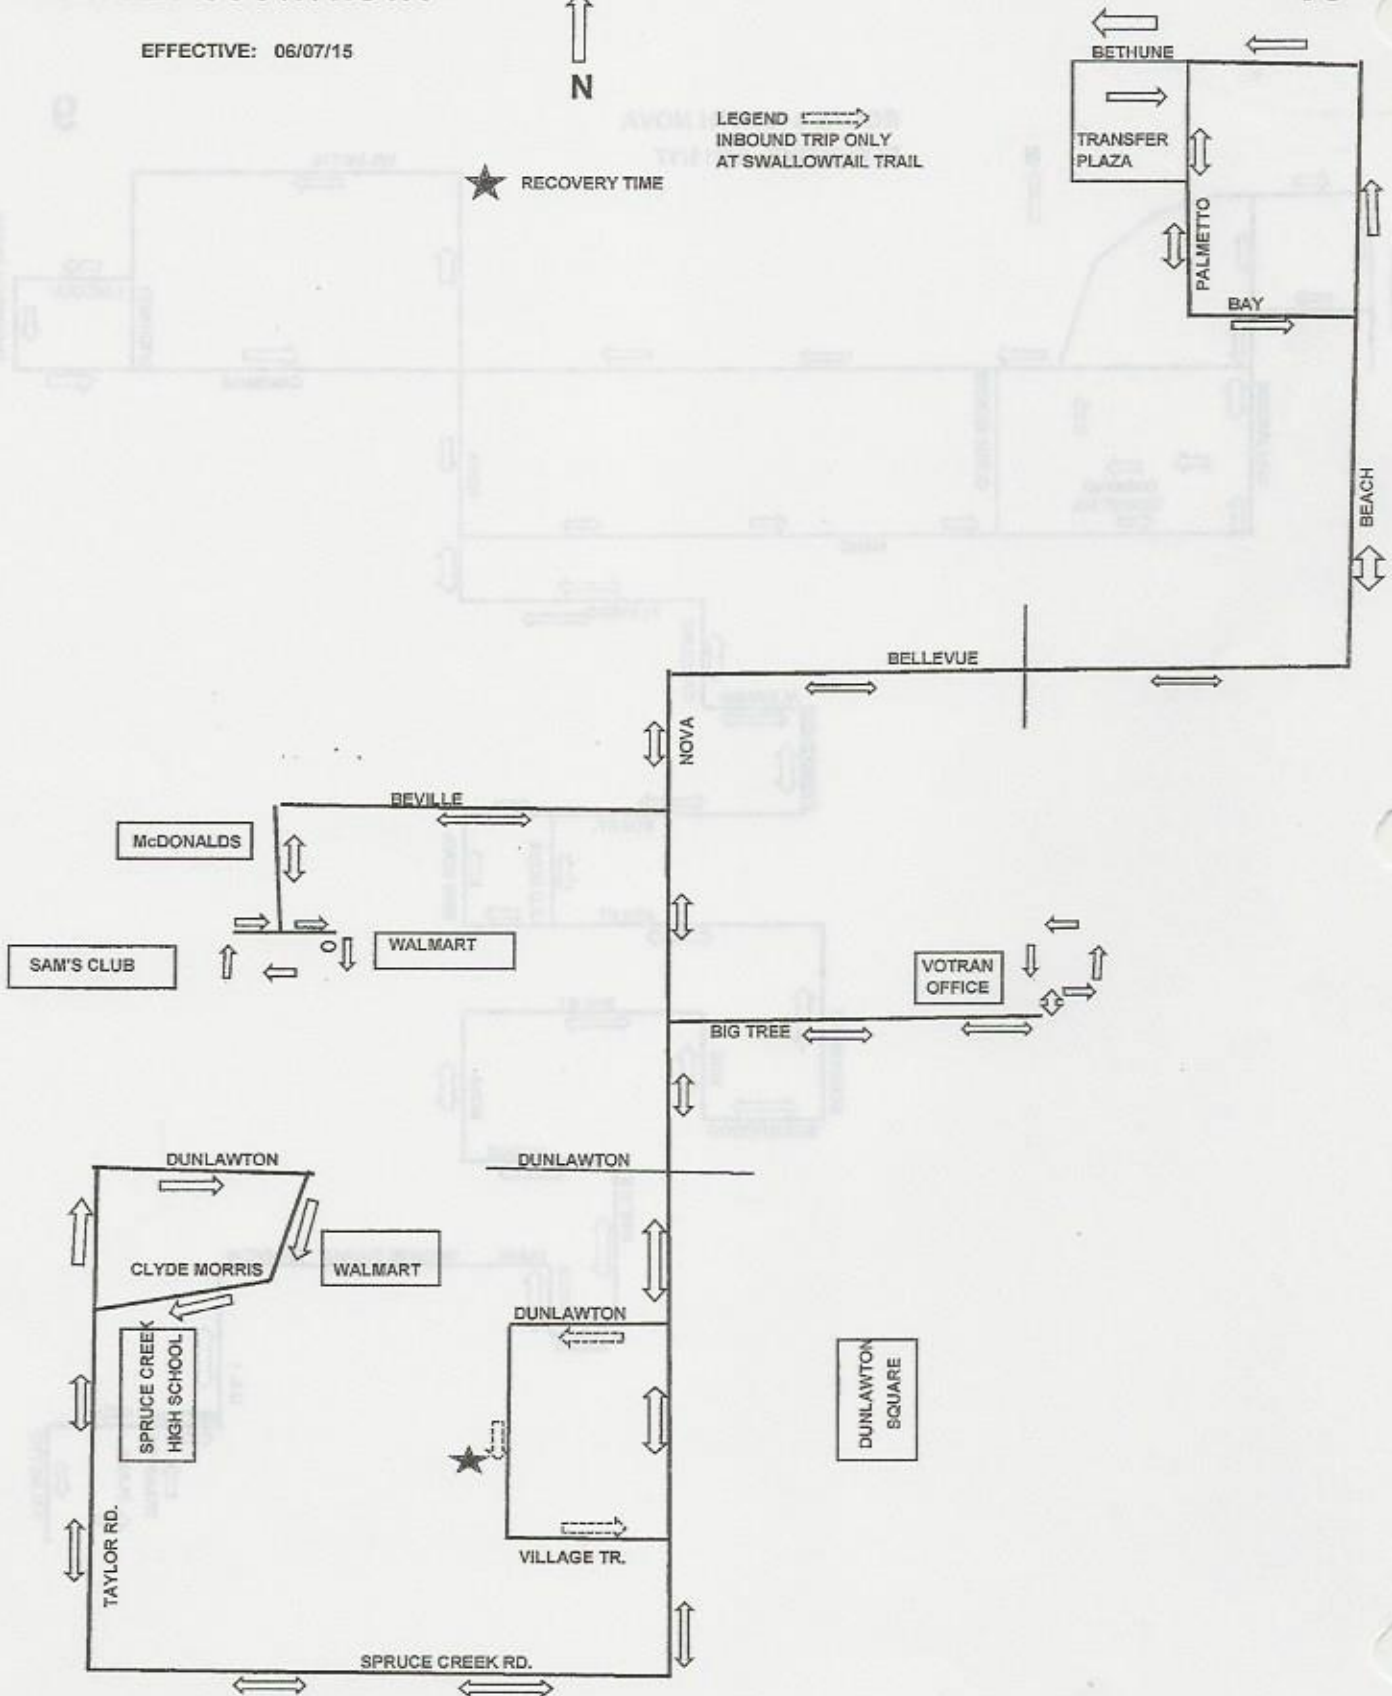 EFFECTIVE: 06/07/15
N
LEGEND
INBOUND TRIP ONLY
AT SWALLOWTAIL TRAIL
RECOVERY TIME
BETHUNE
TRANSFER
PLAZA
PALMETTO
BAY
BEACH
BELLEVUE
NOVA
BEVILLE
McDONALDS
WALMART
SAM'S CLUB
VOTRAN
OFFICE
BIG TREE
DUNLAWTON
DUNLAWTON
CLYDE MORRIS
WALMART
DUNLAWTON
SPRUCE CREEK
HIGH SCHOOL
DUNLAWTON
SQUARE
TAYLOR RD.
VILLAGE TR.
SPRUCE CREEK RD.